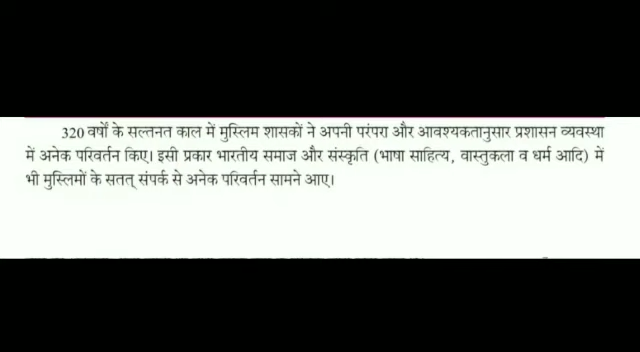 320 वर्षों के सल्तनत काल में मुस्लिम शासकों ने अपनी परंपरा और आवश्यकतानुसार प्रशासन व्यवस्था
में अनेक परिवर्तन किए। इसी प्रकार भारतीय समाज और संस्कृति (भाषा साहित्य, वास्तुकला व धर्म आदि) में
भी मुस्लिमों के सतत् संपर्क से अनेक परिवर्तन सामने आए।